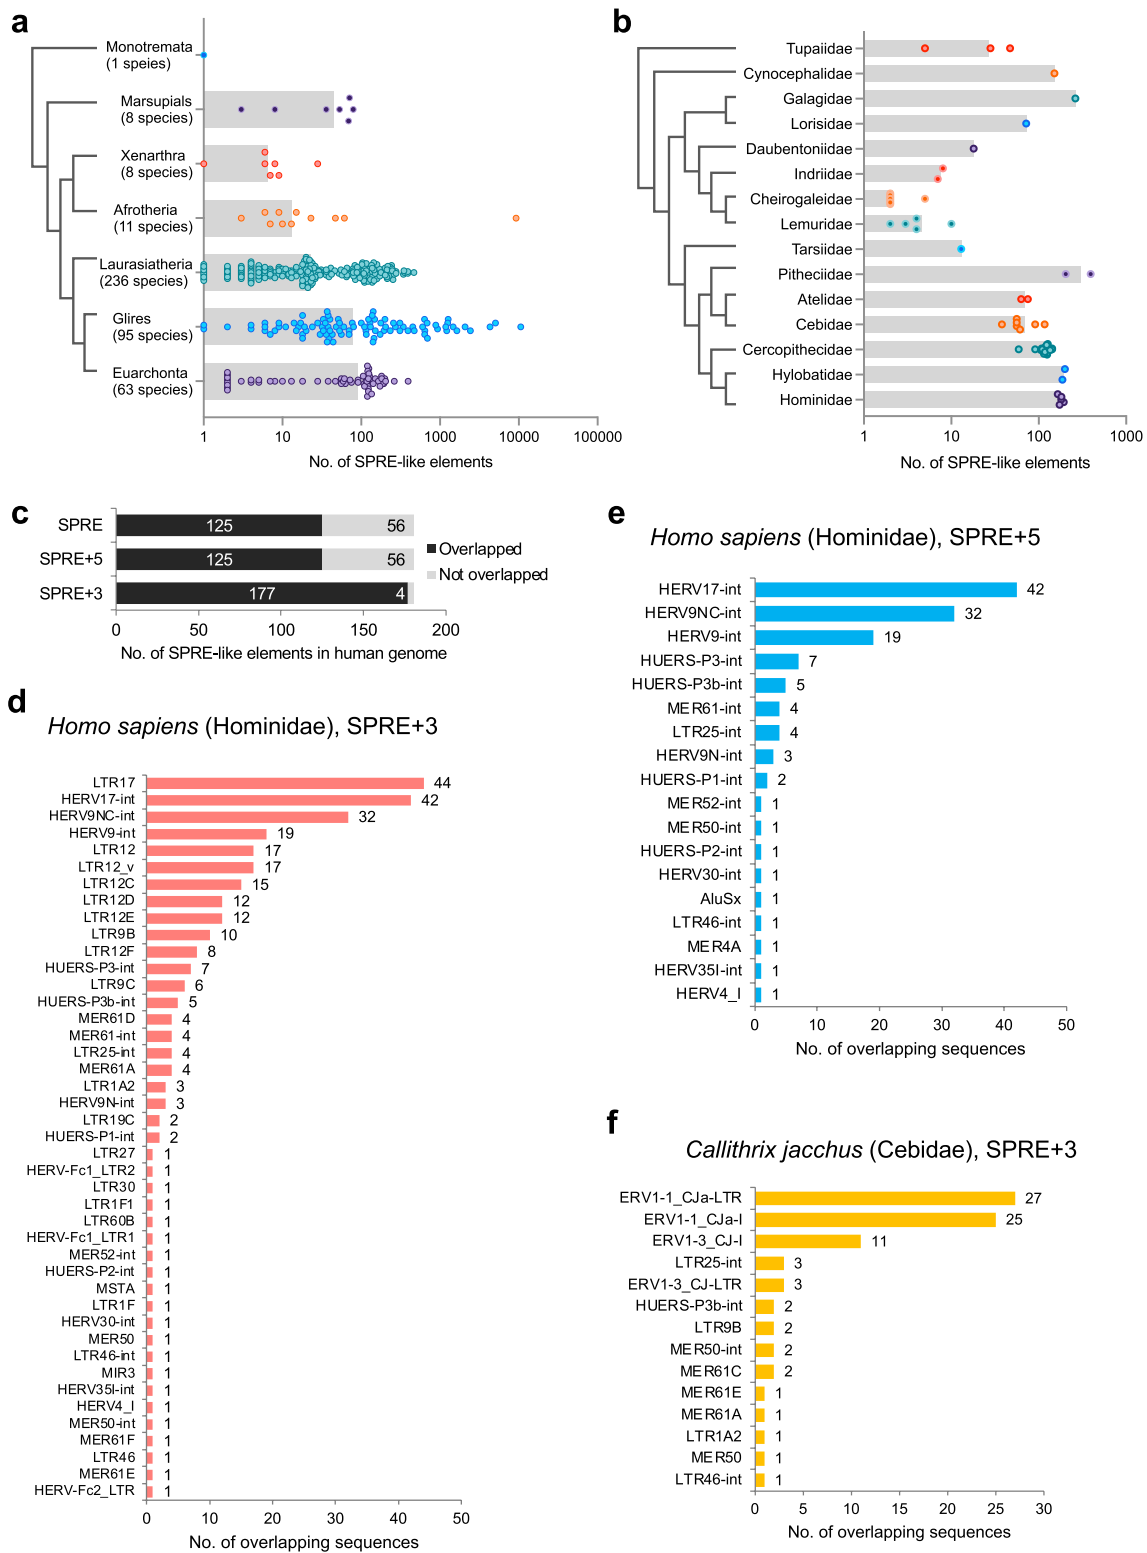 a
Monotremata
(1 speies)
Marsupials
(8 species)
Xenarthra
(8 species)
Afrotheria
(11 species)
Laurasiatheria
(236 species)
Glires
(95 species)
Euarchonta
(63 species)
1 10 100 1000 10000 100000
No. of SPRE-like elements
b
Tupaiidae
Cynocephalidae
Galagidae
Lorisidae
Daubentoniidae
Indriidae
Cheirogaleidae
Lemuridae
Tarsiidae
Pitheciidae
Atelidae
Cebidae
Cercopithecidae
Hylobatidae
Hominidae
1 10 100 1000
No. of SPRE-like elements
c
SPRE 125 56
SPRE+5 125 56
SPRE+3 177 4
Overlapped
Not overlapped
0 50 100 150 200
No. of SPRE-like elements in human genome
d
Homo sapiens (Hominidae), SPRE+3
LTR17 44
HERV17-int 42
HERV9NC-int 32
HERV9-int 19
LTR12 17
LTR12_v 17
LTR12C 15
LTR12D 12
LTR12E 12
LTR9B 10
LTR12F 8
HUERS-P3-int 7
LTR9C 6
HUERS-P3b-int 5
MER61D 4
MER61-int 4
LTR25-int 4
MER61A 4
LTR1A2 3
HERV9N-int 3
LTR19C 2
HUERS-P1-int 2
LTR27 1
HERV-Fc1_LTR2 1
LTR30 1
LTR1F1 1
LTR60B 1
HERV-Fc1_LTR1 1
MER52-int 1
HUERS-P2-int 1
MSTA 1
LTR1F 1
HERV30-int 1
MER50 1
LTR46-int 1
MIR3 1
HERV35I-int 1
HERV4_I 1
MER50-int 1
MER61F 1
LTR46 1
MER61E 1
HERV-Fc2_LTR 1
0 10 20 30 40 50
No. of overlapping sequences
e
Homo sapiens (Hominidae), SPRE+5
HERV17-int 42
HERV9NC-int 32
HERV9-int 19
HUERS-P3-int 7
HUERS-P3b-int 5
MER61-int 4
LTR25-int 4
HERV9N-int 3
HUERS-P1-int 2
MER52-int 1
MER50-int 1
HUERS-P2-int 1
HERV30-int 1
AluSx 1
LTR46-int 1
MER4A 1
HERV35I-int 1
HERV4_I 1
0 10 20 30 40 50
No. of overlapping sequences
f
Callithrix jacchus (Cebidae), SPRE+3
ERV1-1_CJa-LTR 27
ERV1-1_CJa-I 25
ERV1-3_CJ-I 11
LTR25-int 3
ERV1-3_CJ-LTR 3
HUERS-P3b-int 2
LTR9B 2
MER50-int 2
MER61C 2
MER61E 1
MER61A 1
LTR1A2 1
MER50 1
LTR46-int 1
0 5 10 15 20 25 30
No. of overlapping sequences